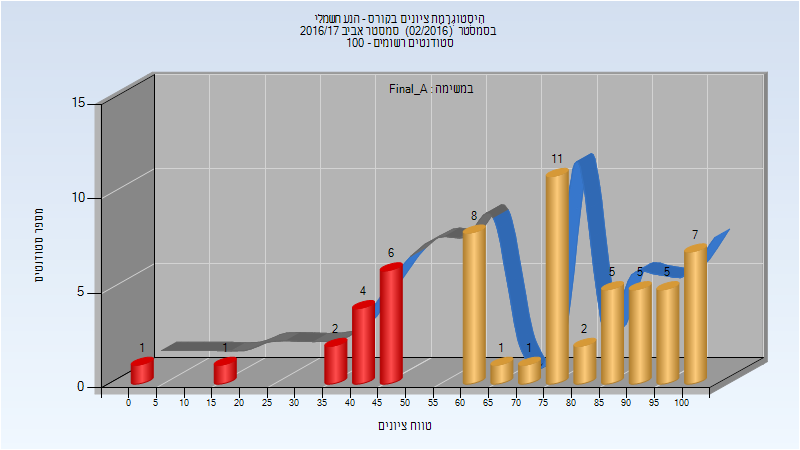 היסטוגרמת ציונים בקורס - הנע חשמלי
בסמסטר (02/2016) סמסטר אביב 2016/17
סטודנטים רשומים - 100
במשימה : Final_A
מספר סטודנטים
15
10
5
0
1
1
2
4
6
8
1
1
11
2
5
5
5
7
0 5 10 15 20 25 30 35 40 45 50 55 60 65 70 75 80 85 90 95 100
טווח ציונים